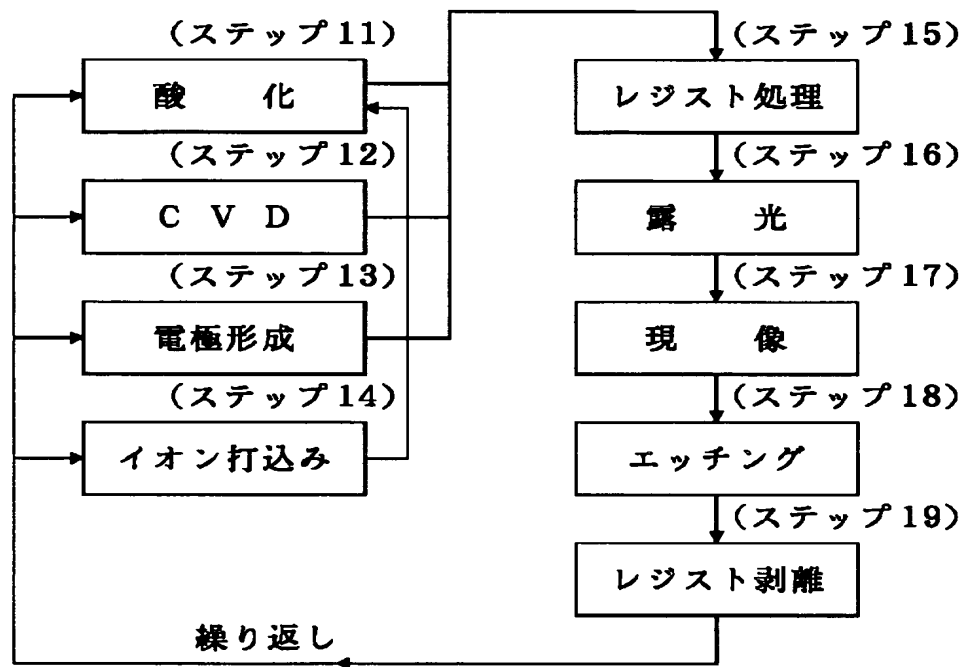 (ステップ11)
酸 化
(ステップ12)
C V D
(ステップ13)
電極形成
(ステップ14)
イオン打込み
(ステップ15)
レジスト処理
(ステップ16)
露 光
(ステップ17)
現 像
(ステップ18)
エッチング
(ステップ19)
レジスト剥離
繰り返し